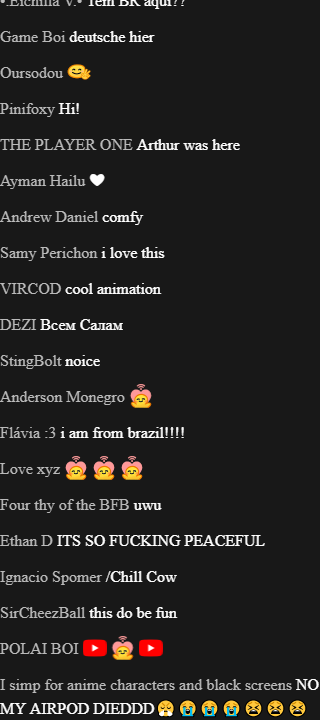 •.Eichilla V.• Tem BR aqui??
Game Boi deutsche hier
Oursodou
Pinifoxy Hi!
THE PLAYER ONE Arthur was here
Ayman Hailu
Andrew Daniel comfy
Samy Perichon i love this
VIRCOD cool animation
DEZI Всем Салам
StingBolt noice
Anderson Monegro
Flávia :3 i am from brazil!!!!
Love xyz
Four thy of the BFB uwu
Ethan D ITS SO FUCKING PEACEFUL
Ignacio Spomer /Chill Cow
SirCheezBall this do be fun
POLAI BOI
I simp for anime characters and black screens NO
MY AIRPOD DIEDDD